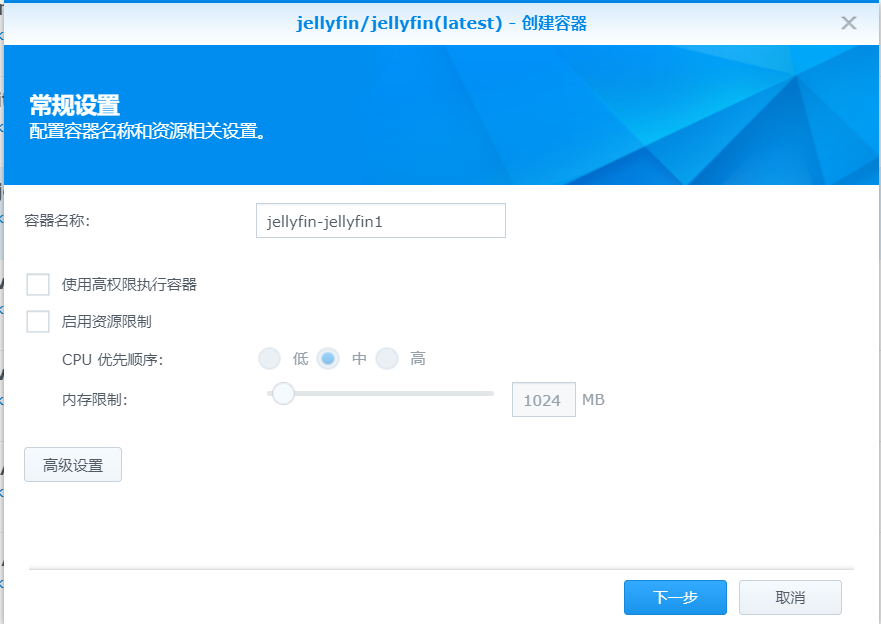 jellyfin/jellyfin(latest) - 创建容器
常规设置
配置容器名称和资源相关设置。
容器名称:
jellyfin-jellyfin1
使用高权限执行容器
启用资源限制
CPU 优先顺序:
低 中 高
内存限制:
1024 MB
高级设置
下一步 取消